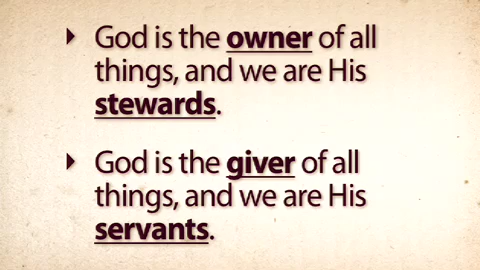 God is the owner of all
things, and we are His
stewards.
God is the giver of all
things, and we are His
servants.